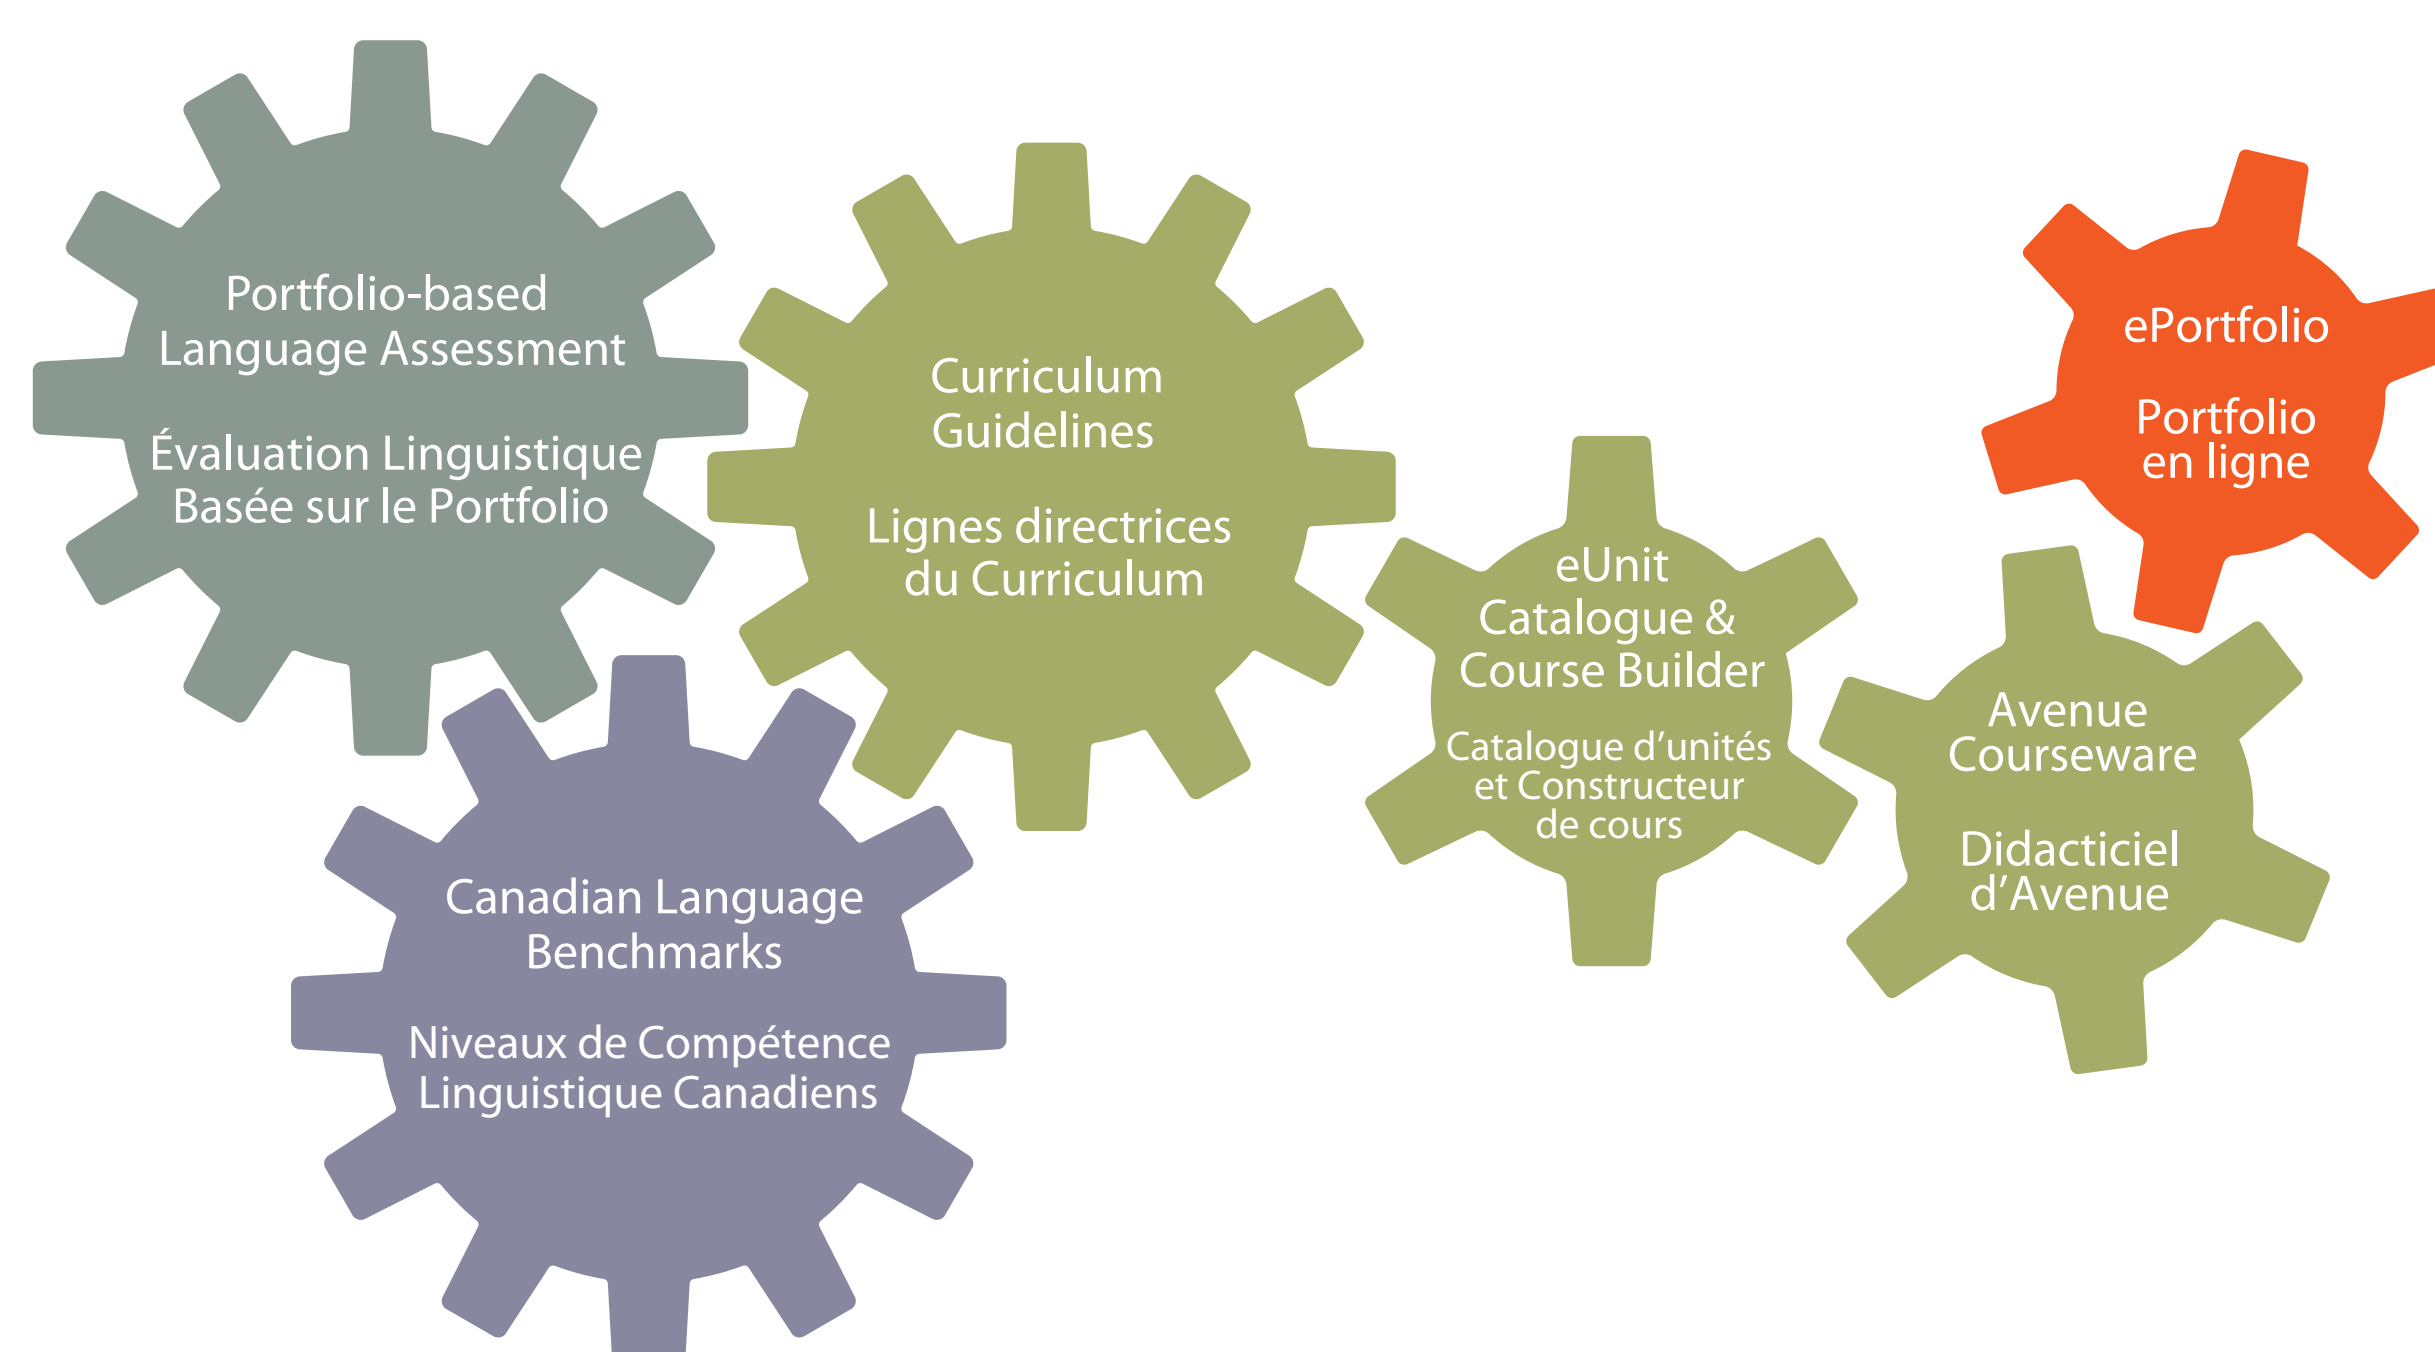 Portfolio-based
Language Assessment
Évaluation Linguistique
Basée sur le Portfolio
Curriculum
Guidelines
Lignes directrices
du Curriculum
Canadian Language
Benchmarks
Niveaux de Compétence
Linguistique Canadiens
eUnit
Catalogue &
Course Builder
Catalogue d’unités
et Constructeur
de cours
Avenue
Courseware
Didacticiel
d’Avenue
ePortfolio
Portfolio
en ligne